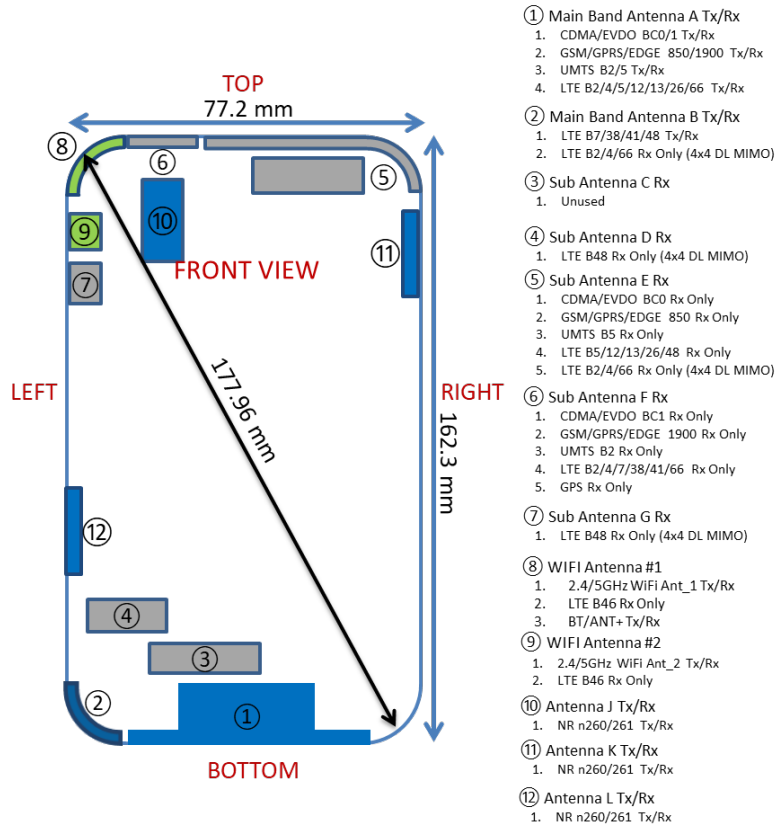 TOP
77.2 mm
⑧
⑥
⑤
⑩
⑨
⑪
FRONT VIEW
⑦
177.96 mm
LEFT
RIGHT
162.3 mm
⑫
④
③
②
①
BOTTOM
① Main Band Antenna A Tx/Rx
1. CDMA/EVDO BC0/1 Tx/Rx
2. GSM/GPRS/EDGE 850/1900 Tx/Rx
3. UMTS B2/5 Tx/Rx
4. LTE B2/4/5/12/13/26/66 Tx/Rx
② Main Band Antenna B Tx/Rx
1. LTE B7/38/41/48 Tx/Rx
2. LTE B2/4/66 Rx Only (4x4 DL MIMO)
③ Sub Antenna C Rx
1. Unused
④ Sub Antenna D Rx
1. LTE B48 Rx Only (4x4 DL MIMO)
⑤ Sub Antenna E Rx
1. CDMA/EVDO BC0 Rx Only
2. GSM/GPRS/EDGE 850 Rx Only
3. UMTS B5 Rx Only
4. LTE B5/12/13/26/48 Rx Only
5. LTE B2/4/66 Rx Only (4x4 DL MIMO)
⑥ Sub Antenna F Rx
1. CDMA/EVDO BC1 Rx Only
2. GSM/GPRS/EDGE 1900 Rx Only
3. UMTS B2 Rx Only
4. LTE B2/4/7/38/41/66 Rx Only
5. GPS Rx Only
⑦ Sub Antenna G Rx
1. LTE B48 Rx Only (4x4 DL MIMO)
⑧ WIFI Antenna #1
1. 2.4/5GHz WiFi Ant_1 Tx/Rx
2. LTE B46 Rx Only
3. BT/ANT+ Tx/Rx
⑨ WIFI Antenna #2
1. 2.4/5GHz WiFi Ant_2 Tx/Rx
2. LTE B46 Rx Only
⑩ Antenna J Tx/Rx
1. NR n260/261 Tx/Rx
⑪ Antenna K Tx/Rx
1. NR n260/261 Tx/Rx
⑫ Antenna L Tx/Rx
1. NR n260/261 Tx/Rx